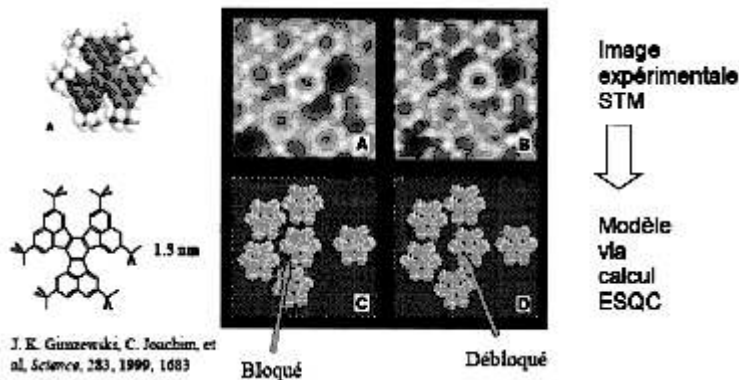 A
1.3 nm
J. K. Gimzewski, C. Joachim, et
al, Science, 283, 1999, 1683
A
B
C
D
Bloqué
Débloqué
Image
expérimentale
STM
Modèle
via
calcul
ESQC